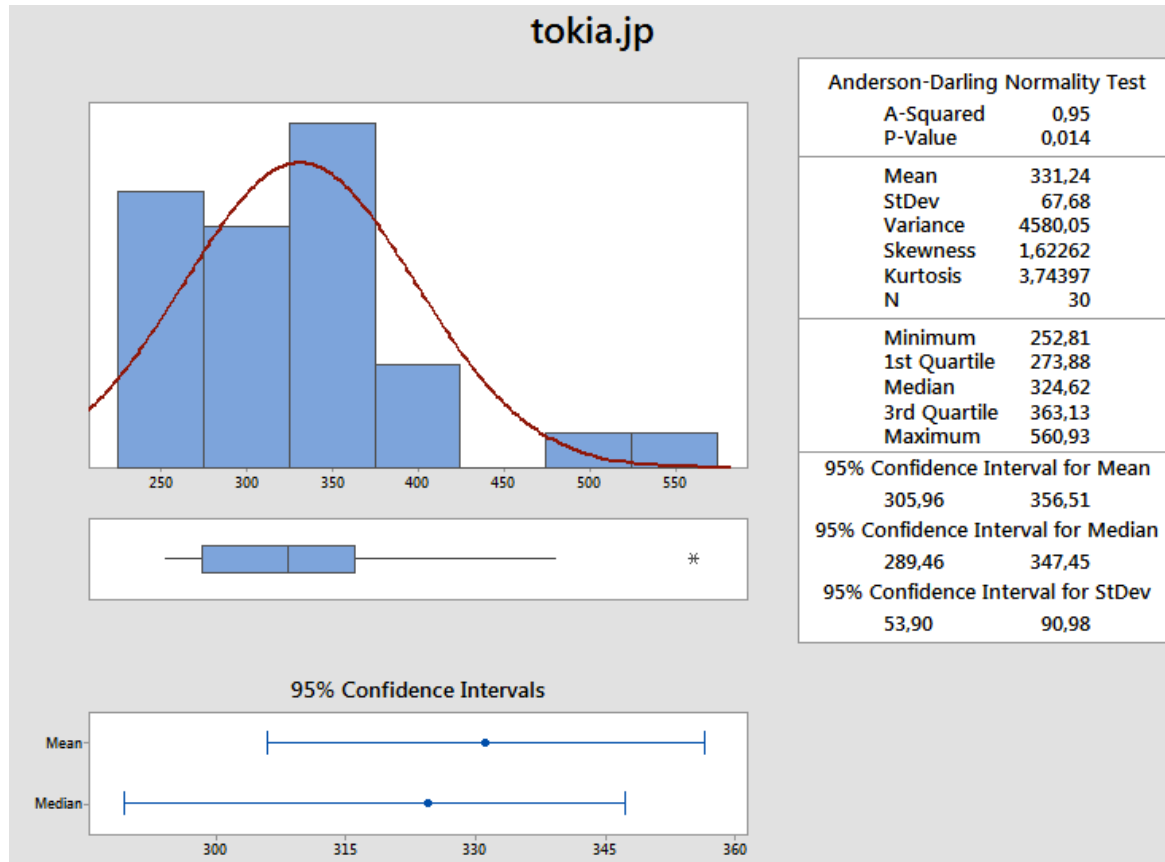 tokia.jp
250 300 350 400 450 500 550
95% Confidence Intervals
Mean
Median
300 315 330 345 360
Anderson-Darling Normality Test
A-Squared 0,95
P-Value 0,014
Mean 331,24
StDev 67,68
Variance 4580,05
Skewness 1,62262
Kurtosis 3,74397
N 30
Minimum 252,81
1st Quartile 273,88
Median 324,62
3rd Quartile 363,13
Maximum 560,93
95% Confidence Interval for Mean
305,96 356,51
95% Confidence Interval for Median
289,46 347,45
95% Confidence Interval for StDev
53,90 90,98